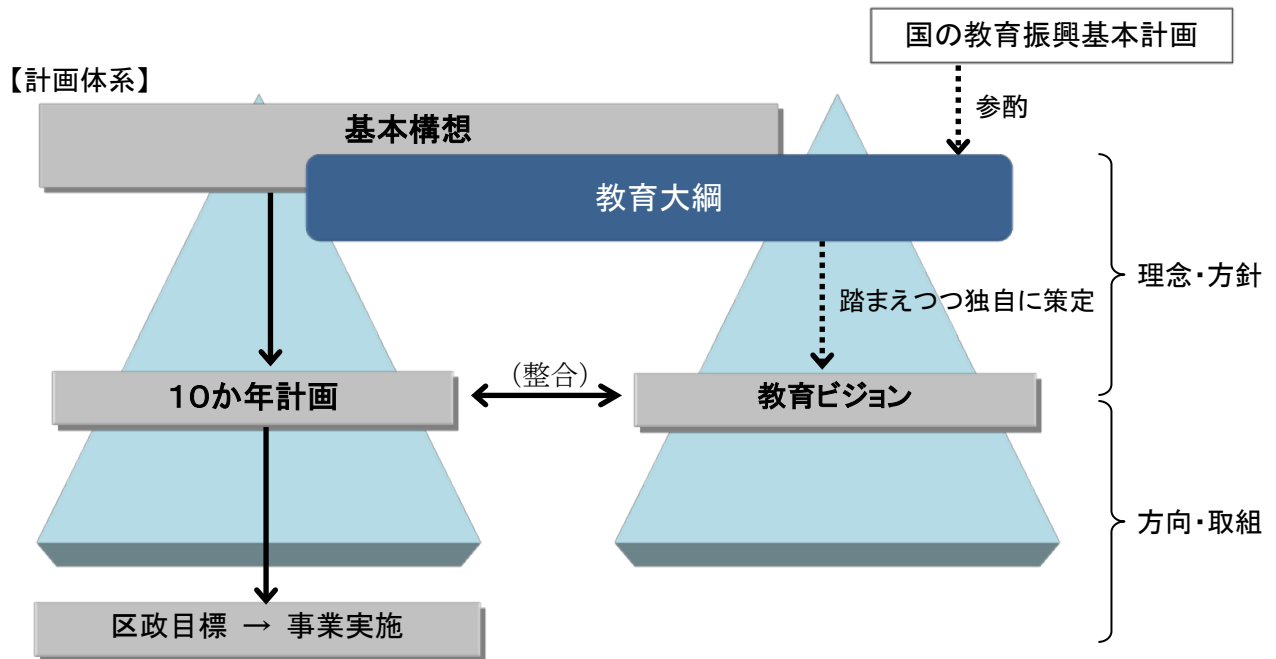 国の教育振興基本計画
【計画体系】
参酌
基本構想
教育大綱
理念・方針
踏まえつつ独自に策定
10か年計画
(整合)
教育ビジョン
方向・取組
区政目標 → 事業実施